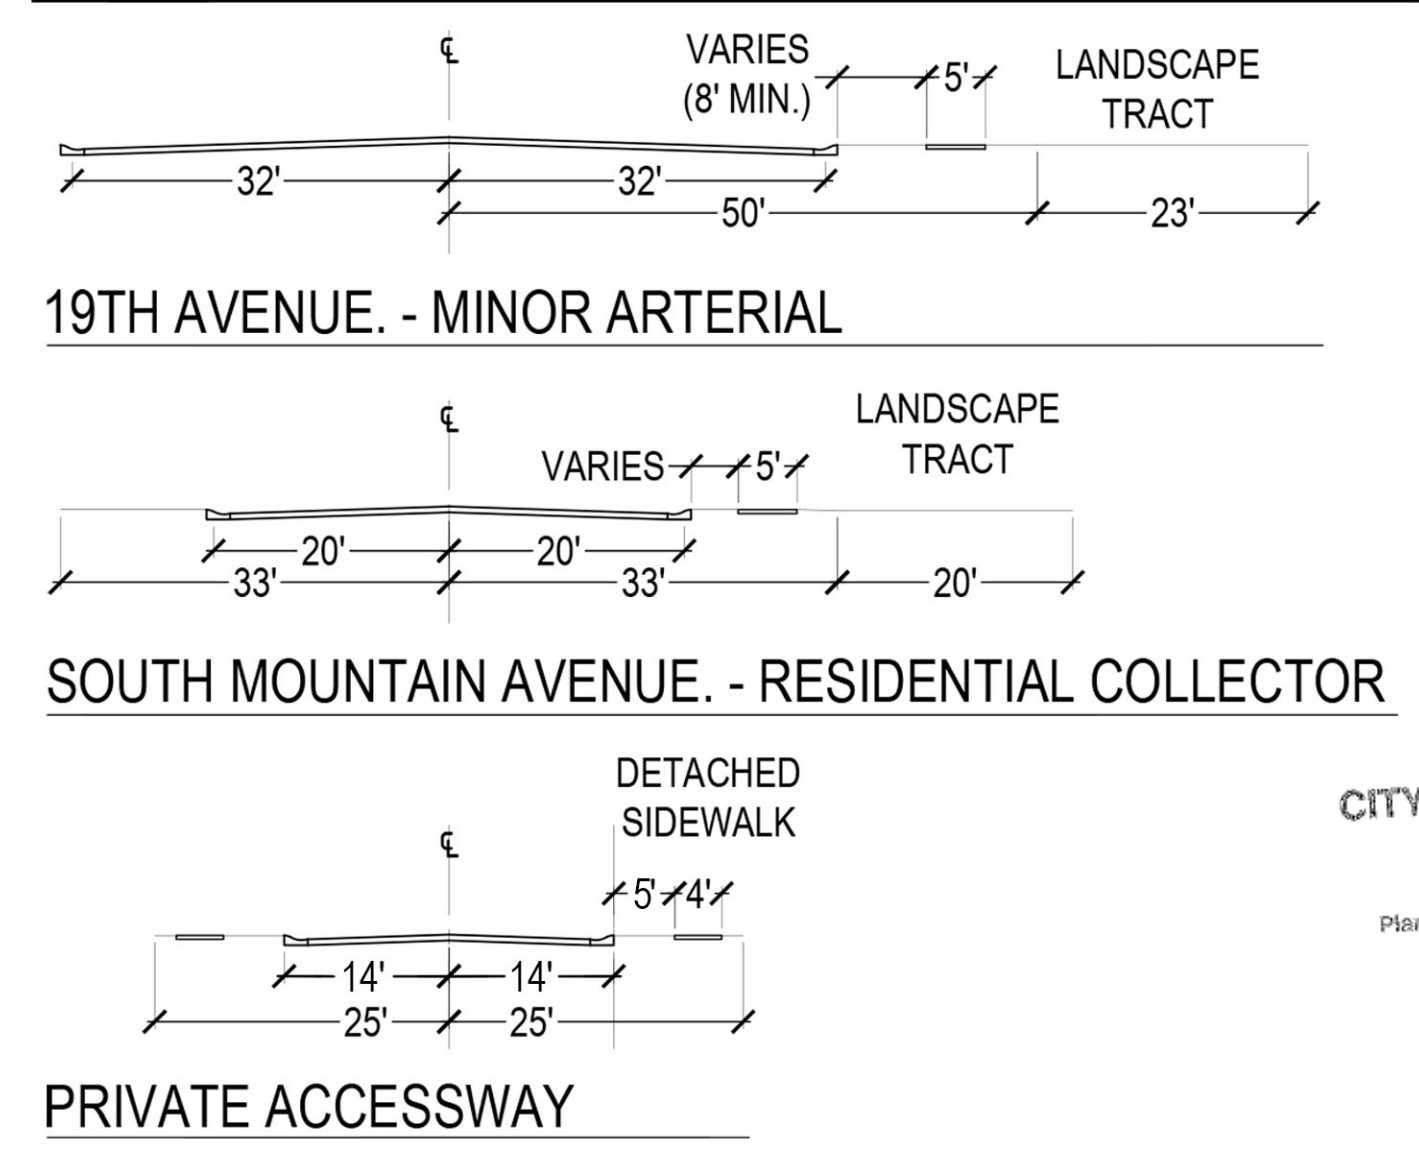 ℄
VARIES
(8' MIN.)
5'
LANDSCAPE
TRACT
32'
32'
50'
23'
19TH AVENUE. - MINOR ARTERIAL
℄
LANDSCAPE
TRACT
VARIES
5'
20'
20'
33'
33'
20'
SOUTH MOUNTAIN AVENUE. - RESIDENTIAL COLLECTOR
DETACHED
SIDEWALK
CITY
℄
5'
4'
14'
14'
25'
25'
PRIVATE ACCESSWAY